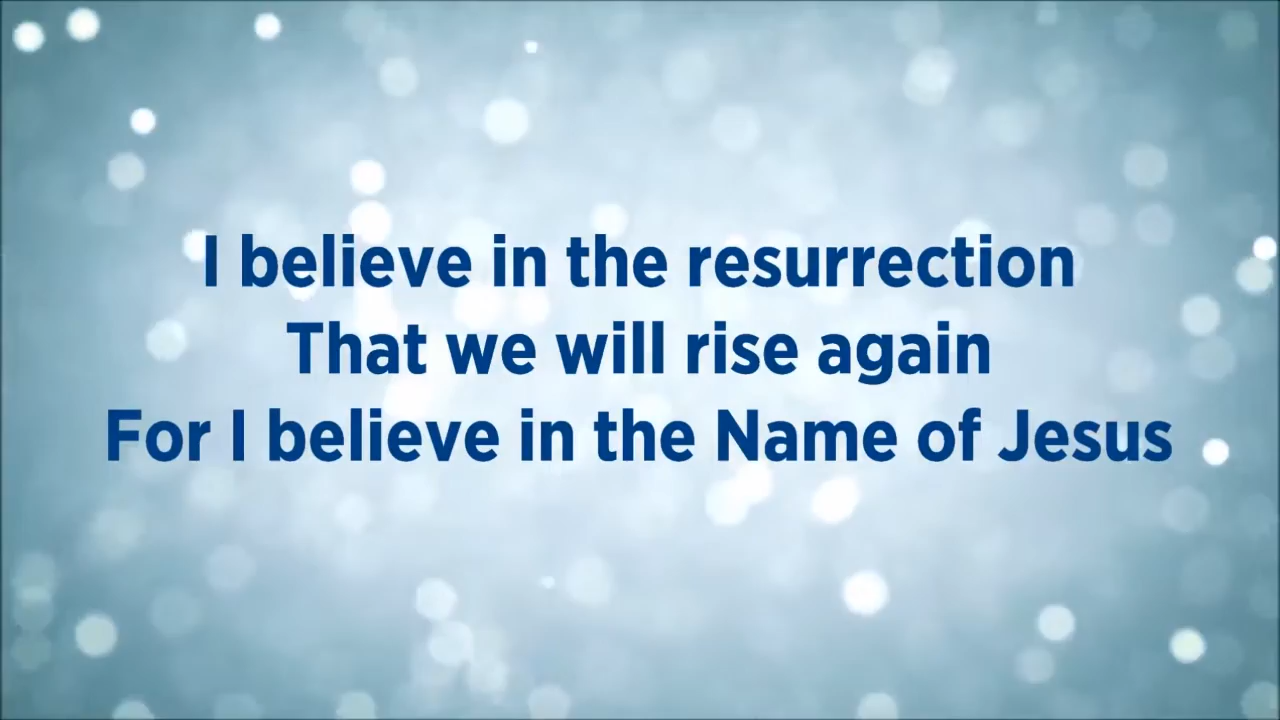 I believe in the resurrection
That we will rise again
For I believe in the Name of Jesus